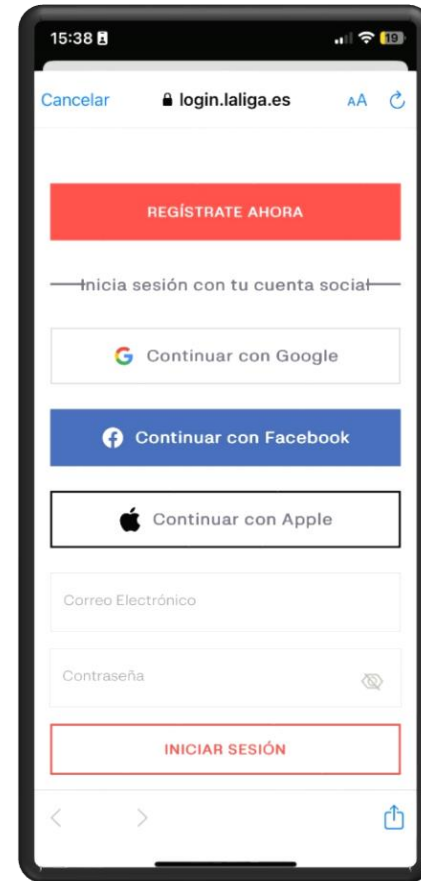 15:38
19
Cancelar login.laliga.es AA
REGÍSTRATE AHORA
Inicia sesión con tu cuenta social
Continuar con Google
Continuar con Facebook
Continuar con Apple
Correo Electrónico
Contraseña
INICIAR SESIÓN